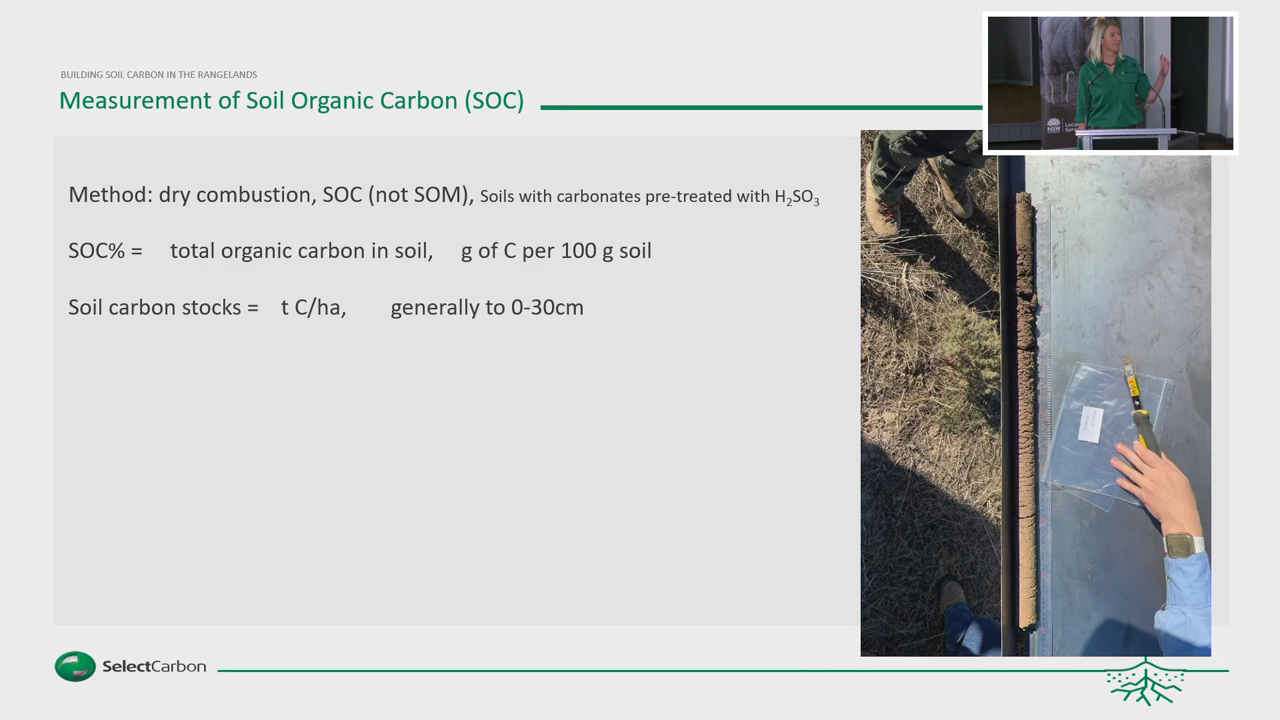 BUILDING SOIL CARBON IN THE RANGELANDS
Measurement of Soil Organic Carbon (SOC)
Method: dry combustion, SOC (not SOM), Soils with carbonates pre-treated with H₂SO₃
SOC% = total organic carbon in soil, g of C per 100 g soil
Soil carbon stocks = t C/ha, generally to 0-30cm
NSW
SelectCarbon